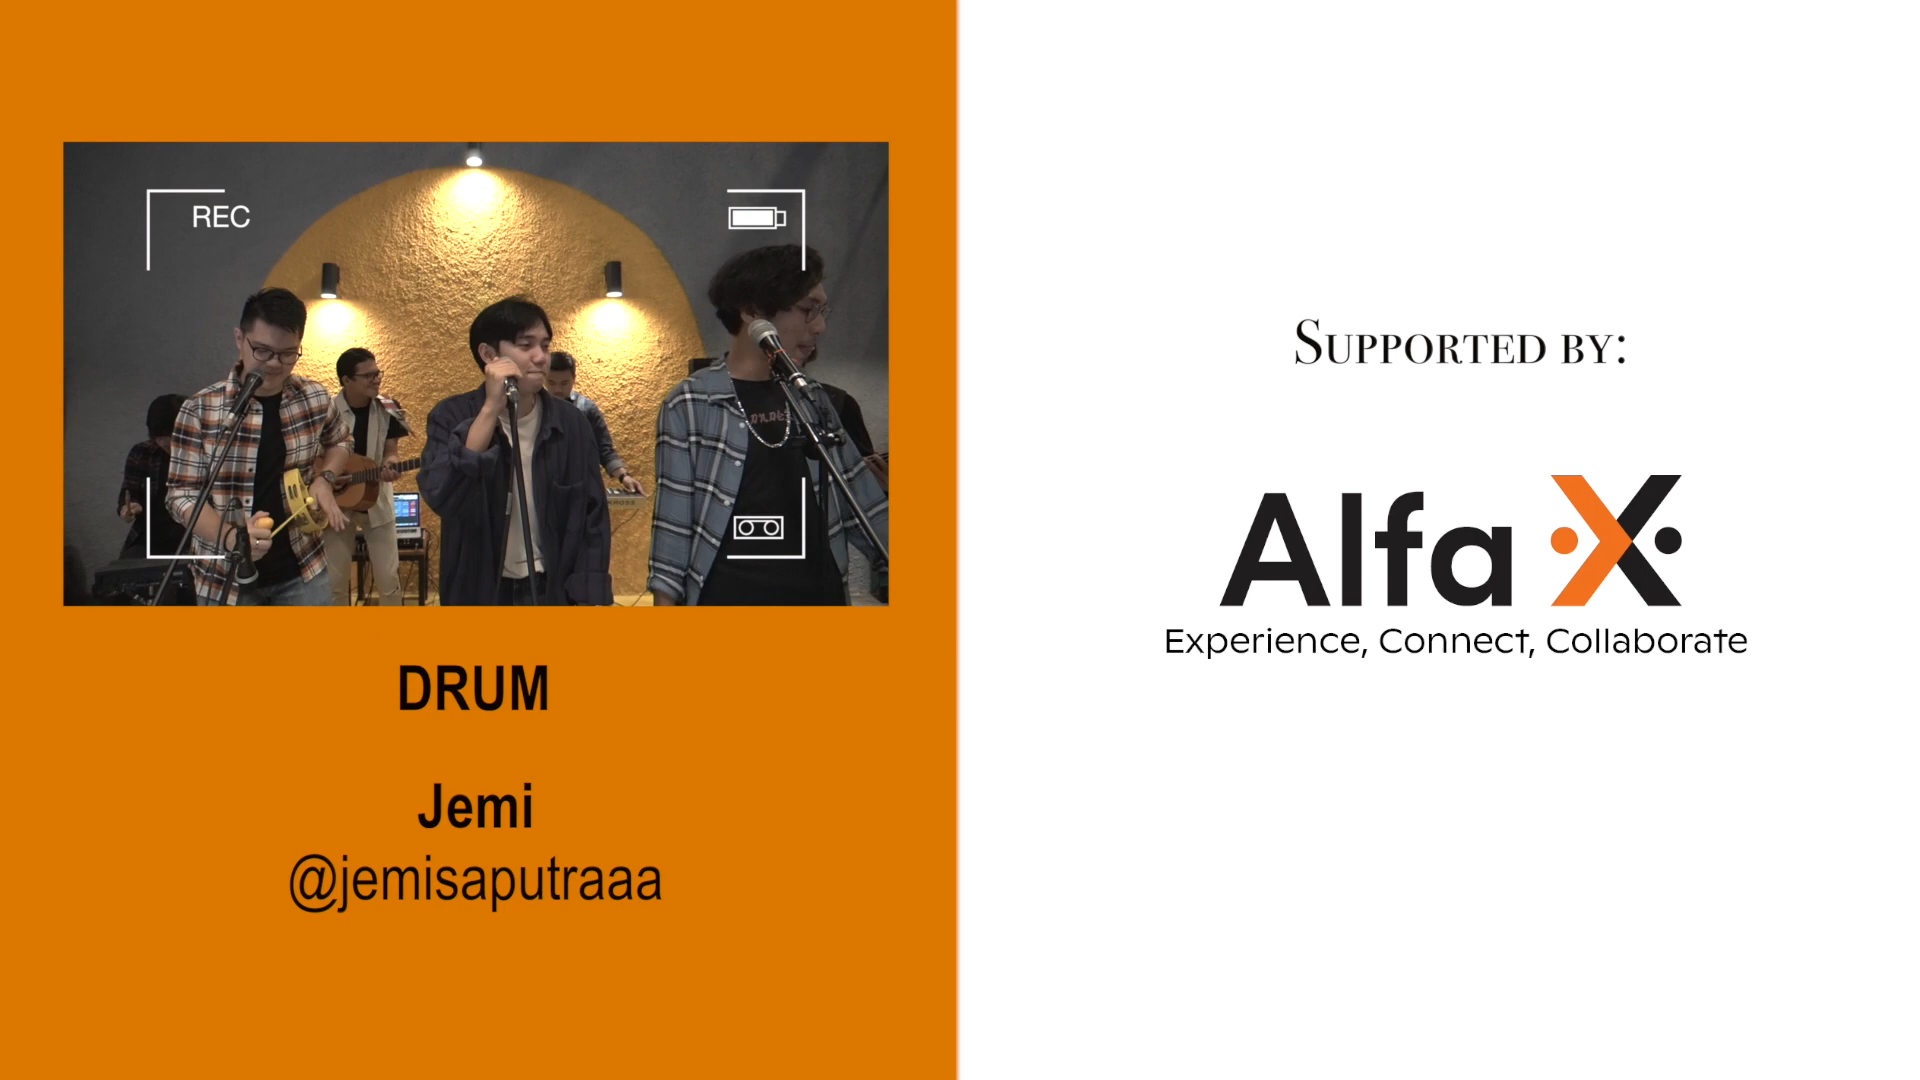 REC
DRUM
Jemi
@jemisaputraaa
SUPPORTED BY:
Alfa X
Experience, Connect, Collaborate